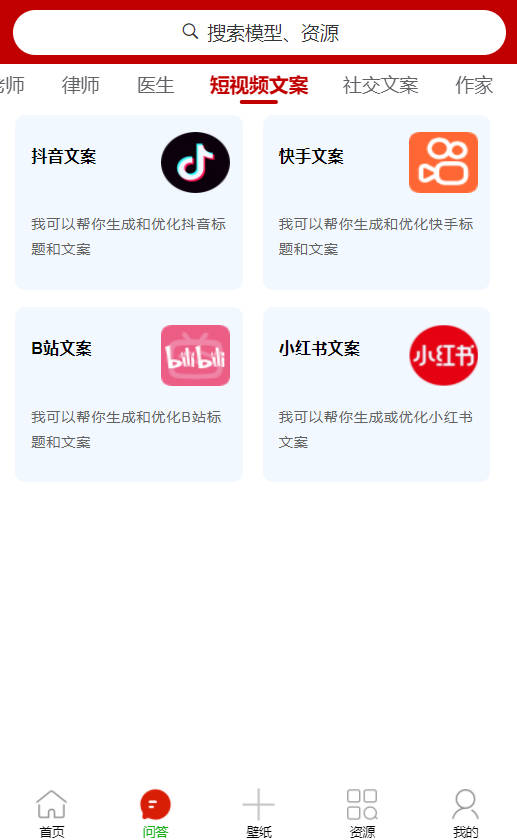 搜索模型、资源
老师 律师 医生 短视频文案 社交文案 作家
抖音文案
我可以帮你生成和优化抖音标
题和文案
快手文案
我可以帮你生成和优化快手标
题和文案
B站文案
bilibili
我可以帮你生成和优化B站标
题和文案
小红书文案
小红书
我可以帮你生成或优化小红书
文案
首页 问答 壁纸 资源 我的